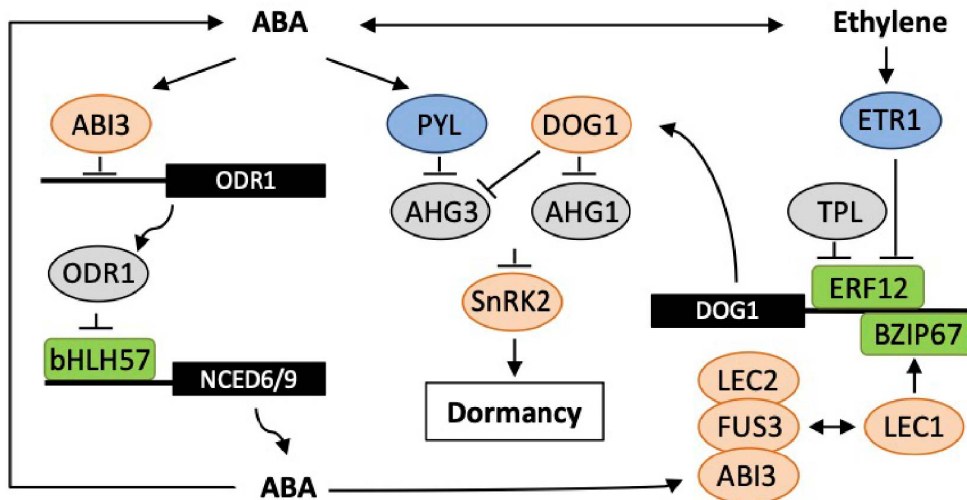 ABA
Ethylene
ABI3
PYL
DOG1
ETR1
ODR1
AHG3
AHG1
TPL
ODR1
SnRK2
ERF12
DOG1
BZIP67
bHLH57
NCED6/9
Dormancy
LEC2
FUS3
LEC1
ABI3
ABA